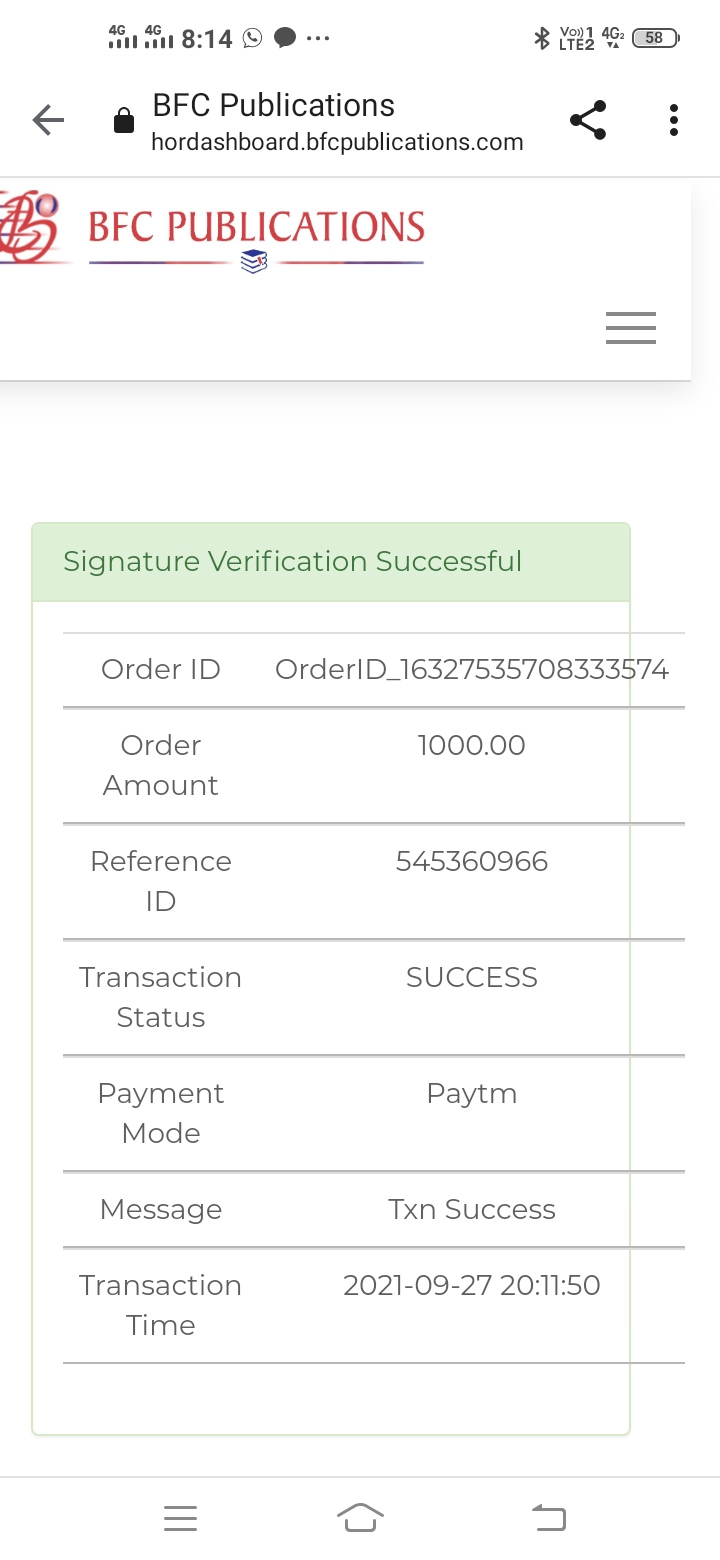 4G 4G 8:14 ... Vo)) 1 LTE2 4G2 58
BFC Publications
hordashboard.bfcpublications.com
BFC PUBLICATIONS
Signature Verification Successful
Order ID OrderID_16327535708333574
Order Amount 1000.00
Reference ID 545360966
Transaction Status SUCCESS
Payment Mode Paytm
Message Txn Success
Transaction Time 2021-09-27 20:11:50